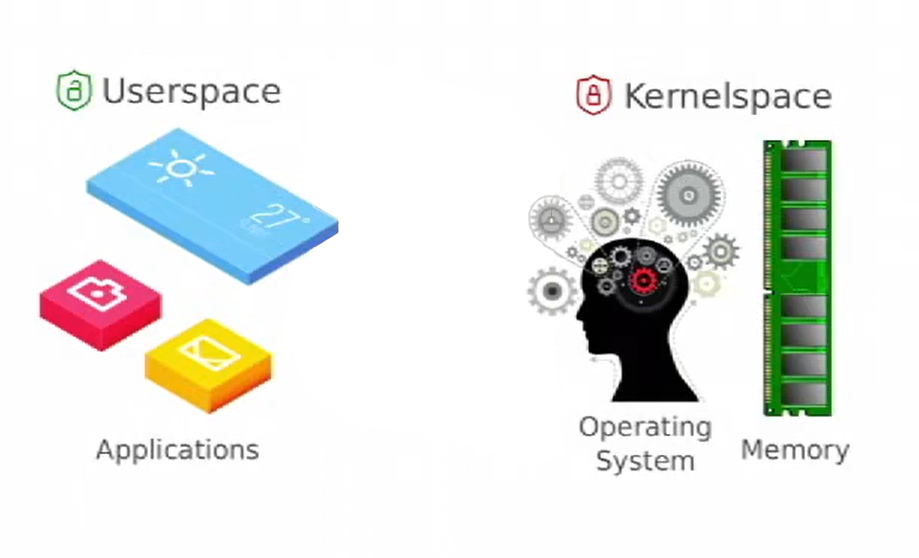 Userspace
Kernelspace
27°
Applications
Operating
System
Memory